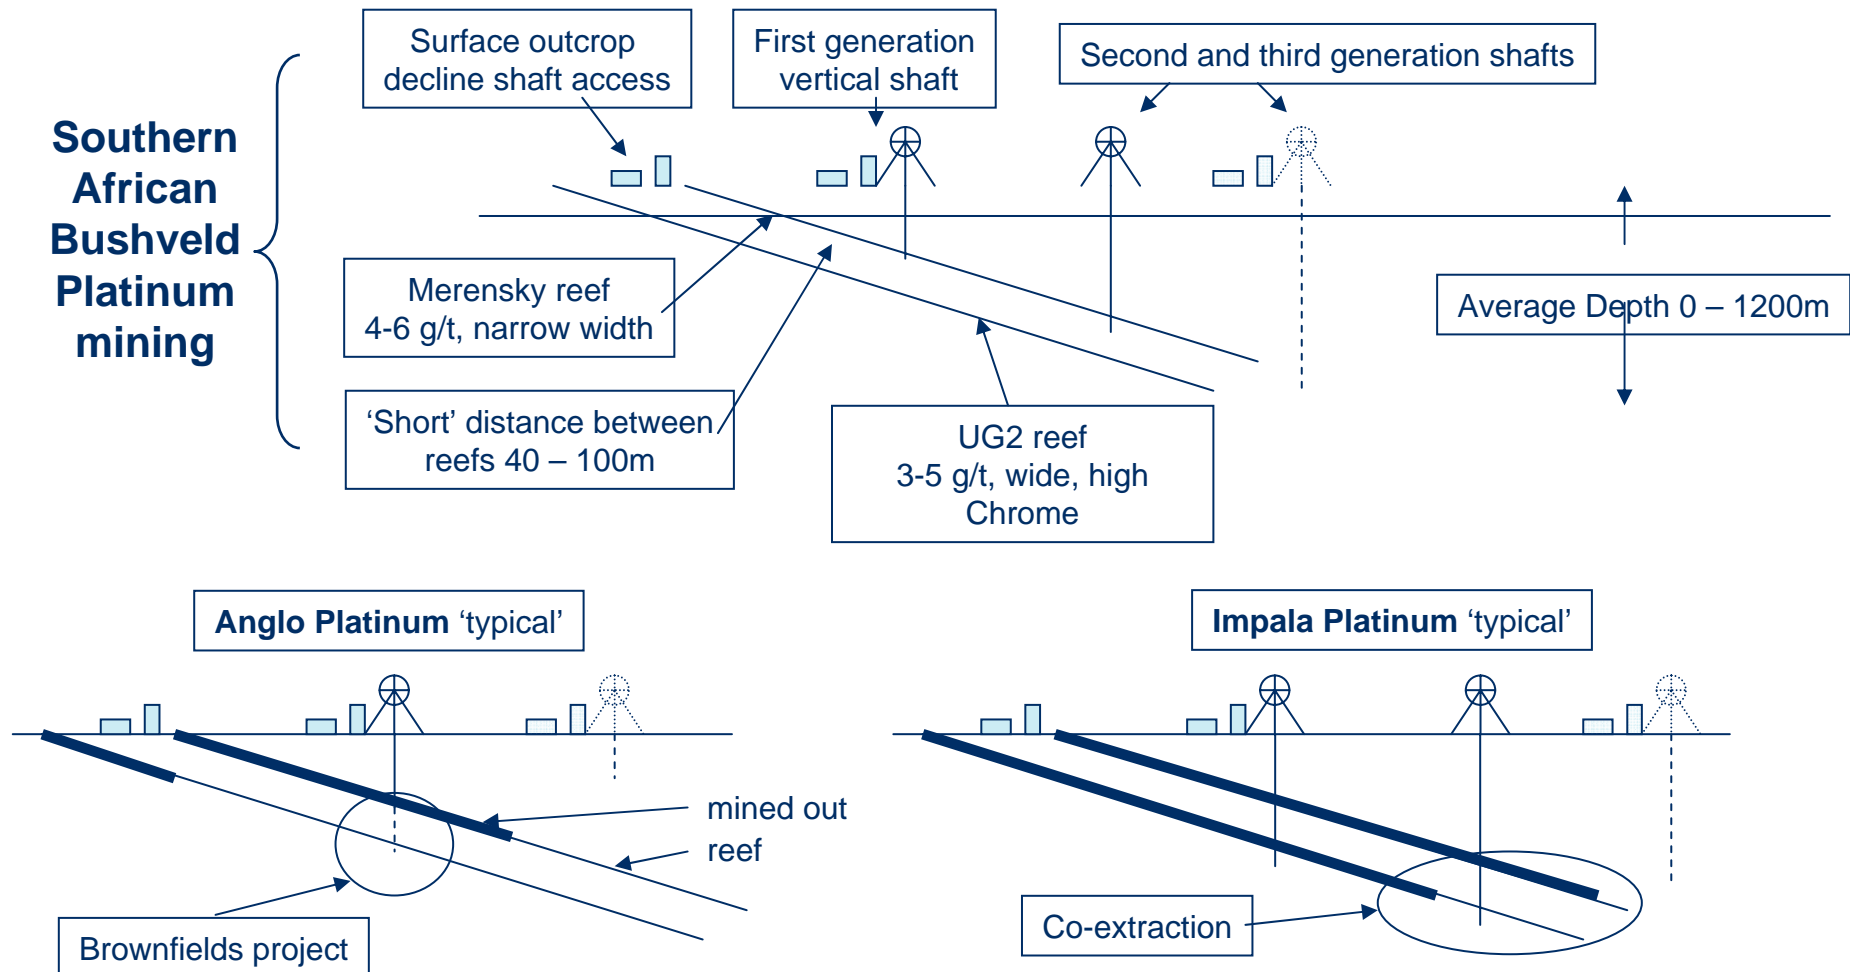 Southern
African
Bushveld
Platinum
mining
Surface outcrop
decline shaft access
First generation
vertical shaft
Second and third generation shafts
Merensky reef
4-6 g/t, narrow width
Average Depth 0 – 1200m
‘Short’ distance between
reefs 40 – 100m
UG2 reef
3-5 g/t, wide, high
Chrome
Anglo Platinum ‘typical’
mined out
reef
Brownfields project
Impala Platinum ‘typical’
Co-extraction